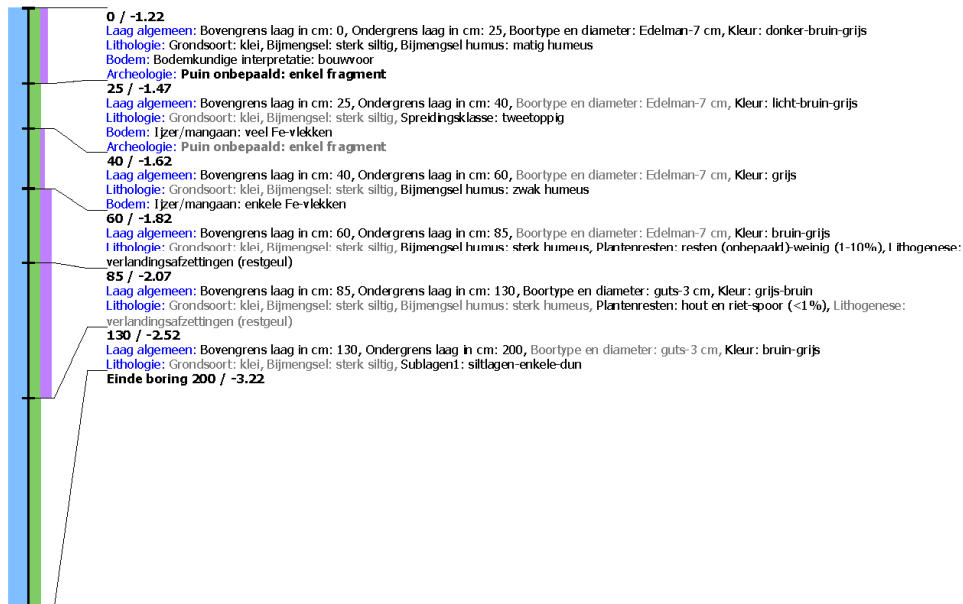 0 / -1.22
Laag algemeen: Bovengrens laag in cm: 0, Ondergrens laag in cm: 25, Boortype en diameter: Edelman-7 cm, Kleur: donker-bruin-grijs
Lithologie: Grondsoort: klei, Bijmengsel: sterk siltig, Bijmengsel humus: matig humeus
Bodem: Bodemkundige interpretatie: bouwvoor
Archeologie: Puin onbepaald: enkel fragment
25 / -1.47
Laag algemeen: Bovengrens laag in cm: 25, Ondergrens laag in cm: 40, Boortype en diameter: Edelman-7 cm, Kleur: licht-bruin-grijs
Lithologie: Grondsoort: klei, Bijmengsel: sterk siltig, Spreidingsklasse: tweetoppig
Bodem: Ijzer/mangaan: veel Fe-vlekken
Archeologie: Puin onbepaald: enkel fragment
40 / -1.62
Laag algemeen: Bovengrens laag in cm: 40, Ondergrens laag in cm: 60, Boortype en diameter: Edelman-7 cm, Kleur: grijs
Lithologie: Grondsoort: klei, Bijmengsel: sterk siltig, Bijmengsel humus: zwak humeus
Bodem: Ijzer/mangaan: enkele Fe-vlekken
60 / -1.82
Laag algemeen: Bovengrens laag in cm: 60, Ondergrens laag in cm: 85, Boortype en diameter: Edelman-7 cm, Kleur: bruin-grijs
Lithologie: Grondsoort: klei, Bijmengsel: sterk siltig, Bijmengsel humus: sterk humeus, Plantenresten: resten (onbepaald)-weinig (1-10%), Lithogenese:
verlandingsafzettingen (restgeul)
85 / -2.07
Laag algemeen: Bovengrens laag in cm: 85, Ondergrens laag in cm: 130, Boortype en diameter: guts-3 cm, Kleur: grijs-bruin
Lithologie: Grondsoort: klei, Bijmengsel: sterk siltig, Bijmengsel humus: sterk humeus, Plantenresten: hout en riet-spoor (<1%), Lithogenese:
verlandingsafzettingen (restgeul)
130 / -2.52
Laag algemeen: Bovengrens laag in cm: 130, Ondergrens laag in cm: 200, Boortype en diameter: guts-3 cm, Kleur: bruin-grijs
Lithologie: Grondsoort: klei, Bijmengsel: sterk siltig, Sublagen1: siltlagen-enkele-dun
Einde boring 200 / -3.22